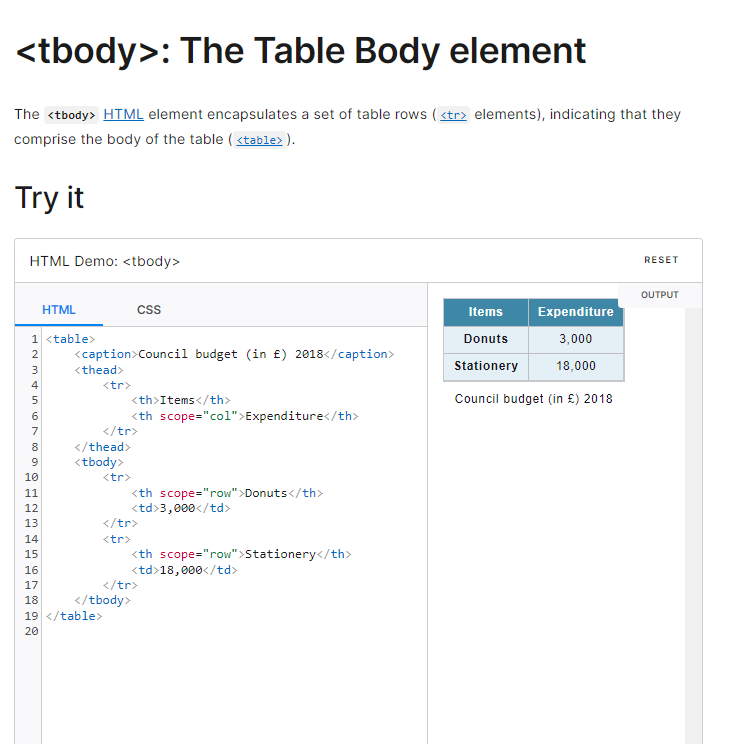 <tbody>: The Table Body element
The <tbody> HTML element encapsulates a set of table rows (<tr> elements), indicating that they
comprise the body of the table (<table>).
Try it
HTML Demo: <tbody>
RESET
HTML
CSS
OUTPUT
1 <table>
2     <caption>Council budget (in £) 2018</caption>
3     <thead>
4         <tr>
5             <th>Items</th>
6             <th scope="col">Expenditure</th>
7         </tr>
8     </thead>
9     <tbody>
10         <tr>
11             <th scope="row">Donuts</th>
12             <td>3,000</td>
13         </tr>
14         <tr>
15             <th scope="row">Stationery</th>
16             <td>18,000</td>
17         </tr>
18     </tbody>
19 </table>
20
Items Expenditure
Donuts 3,000
Stationery 18,000
Council budget (in £) 2018